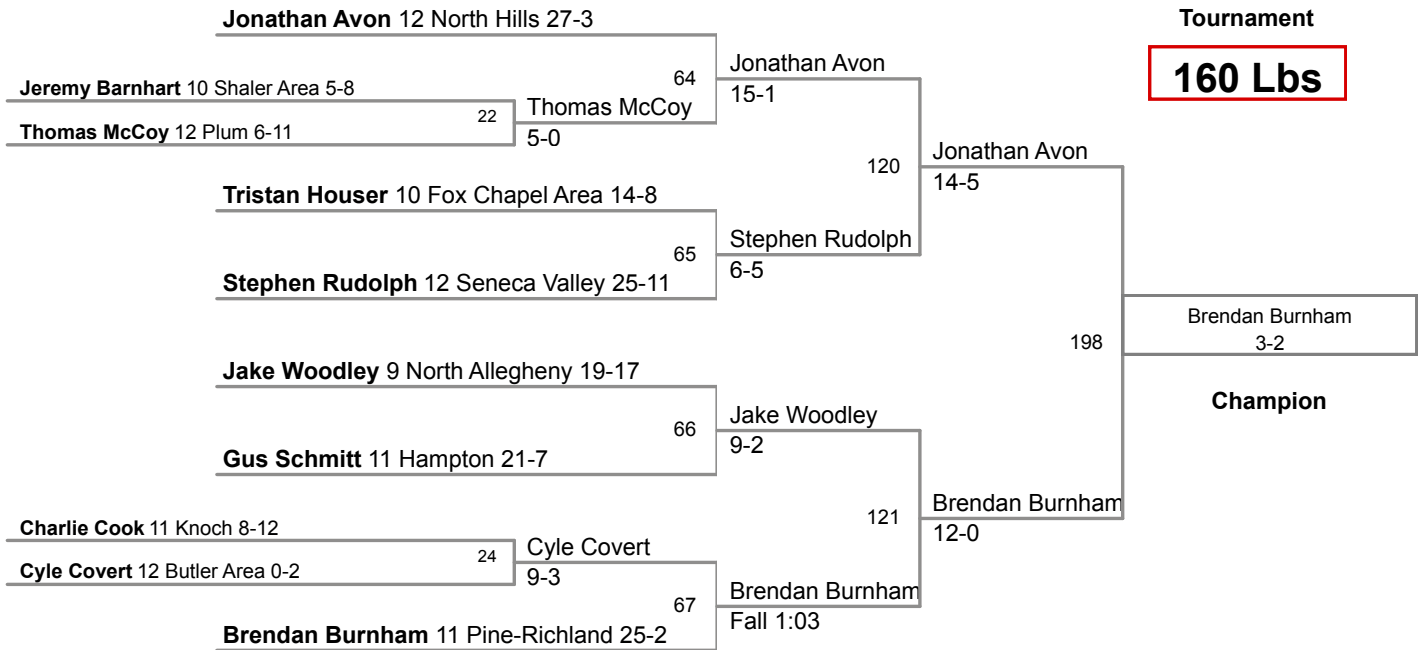 Jonathan Avon 12 North Hills 27-3
Tournament
160 Lbs
64
Jonathan Avon
15-1
Jeremy Barnhart 10 Shaler Area 5-8
22
Thomas McCoy
5-0
Thomas McCoy 12 Plum 6-11
120
Jonathan Avon
14-5
Tristan Houser 10 Fox Chapel Area 14-8
65
Stephen Rudolph
6-5
Stephen Rudolph 12 Seneca Valley 25-11
198
Brendan Burnham
3-2
Champion
Jake Woodley 9 North Allegheny 19-17
66
Jake Woodley
9-2
Gus Schmitt 11 Hampton 21-7
121
Brendan Burnham
12-0
Charlie Cook 11 Knoch 8-12
24
Cyle Covert
9-3
Cyle Covert 12 Butler Area 0-2
67
Brendan Burnham
Fall 1:03
Brendan Burnham 11 Pine-Richland 25-2